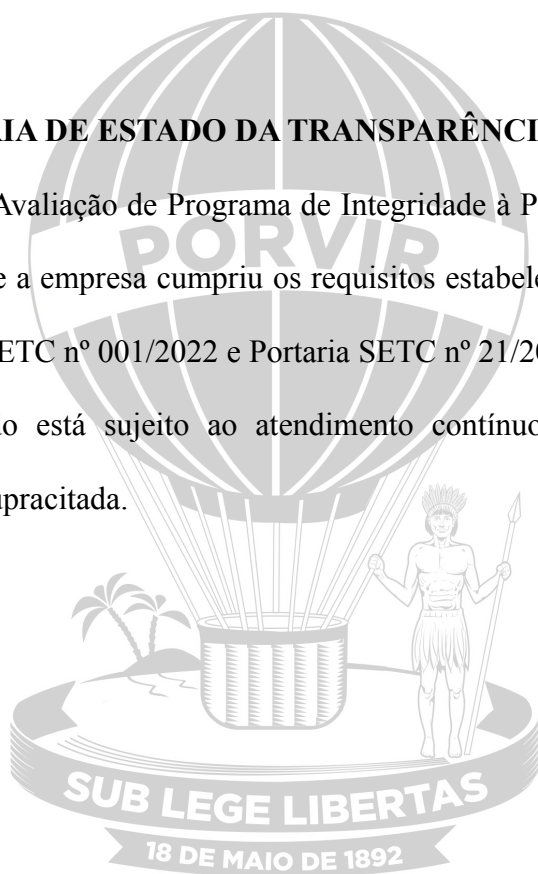 RIA DE ESTADO DA TRANSPARÊNCI
Avaliação de Programa de Integridade à P
e a empresa cumpriu os requisitos estabele
ETC nº 001/2022 e Portaria SETC nº 21/20
do está sujeito ao atendimento contínuo
upracitada.
PORVIR
SUB LEGE LIBERTAS
18 DE MAIO DE 1892